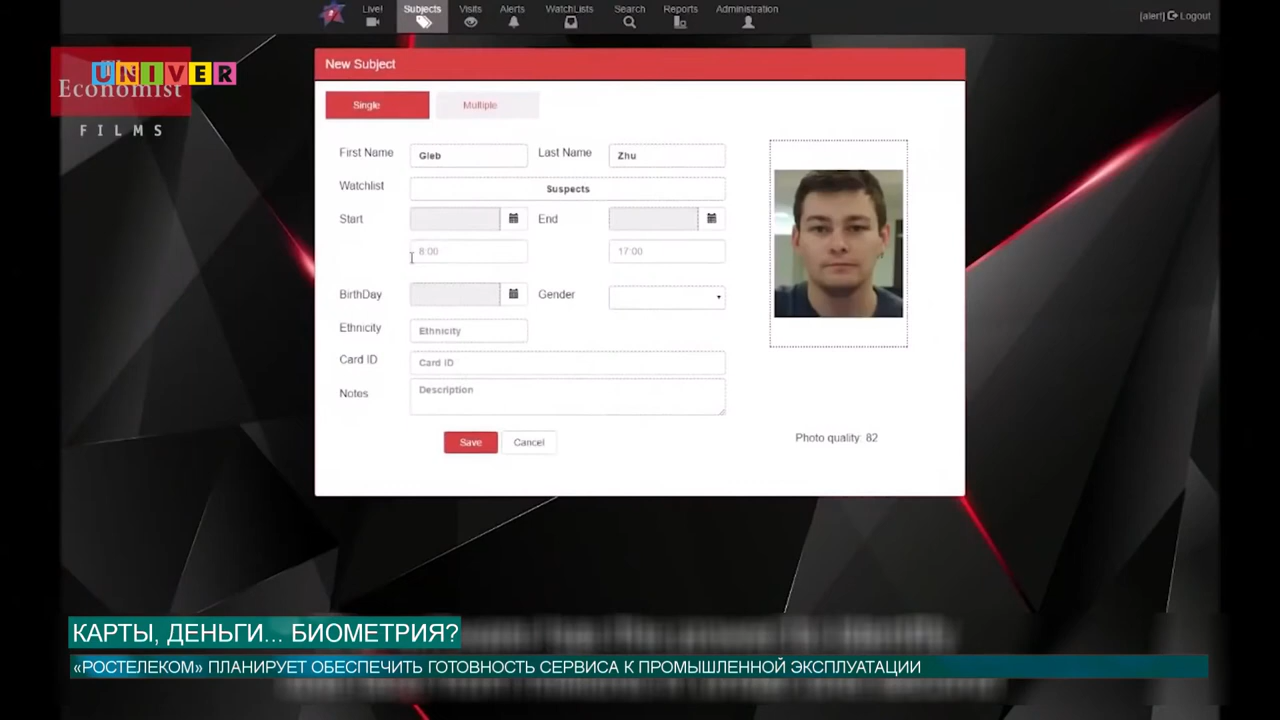 Live! Subjects Visits Alerts WatchLists Search Reports Administration
[alert] Logout
The
UNIVER
Economist
FILMS
New Subject
Single Multiple
First Name Gleb Last Name Zhu
Watchlist Suspects
Start End
8:00 17:00
BirthDay Gender
Ethnicity Ethnicity
Card ID Card ID
Notes Description
Save Cancel
Photo quality: 82
КАРТЫ, ДЕНЬГИ... БИОМЕТРИЯ?
«РОСТЕЛЕКОМ» ПЛАНИРУЕТ ОБЕСПЕЧИТЬ ГОТОВНОСТЬ СЕРВИСА К ПРОМЫШЛЕННОЙ ЭКСПЛУАТАЦИИ